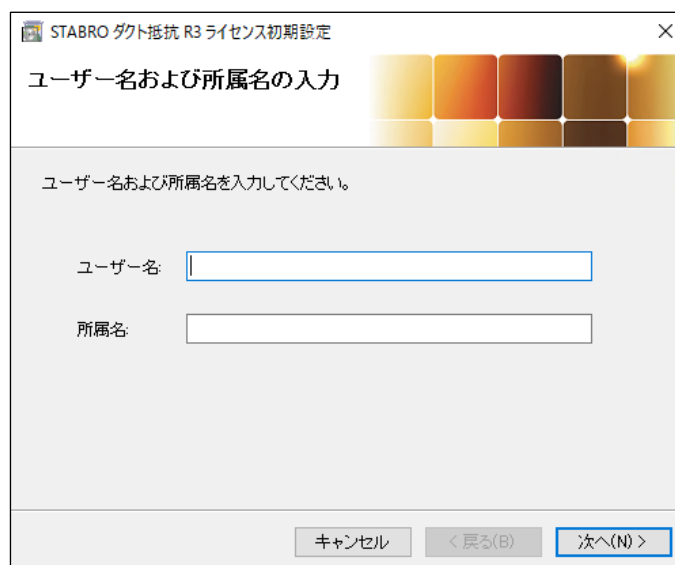 STABRO ダクト抵抗 R3 ライセンス初期設定
ユーザー名および所属名の入力
ユーザー名および所属名を入力してください。
ユーザー名:
所属名:
キャンセル
< 戻る(B)
次へ(N) >